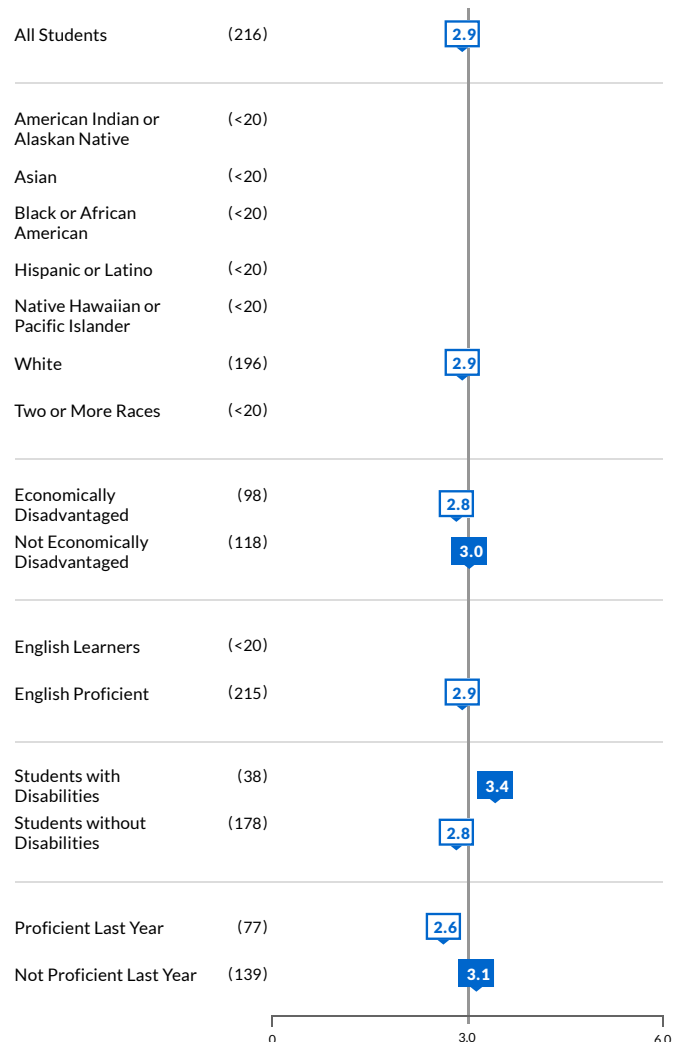 All Students (216) 2.9
American Indian or (<20)
Alaskan Native
Asian (<20)
Black or African (<20)
American
Hispanic or Latino (<20)
Native Hawaiian or (<20)
Pacific Islander
White (196) 2.9
Two or More Races (<20)
Economically (98) 2.8
Disadvantaged
Not Economically (118) 3.0
Disadvantaged
English Learners (<20)
English Proficient (215) 2.9
Students with (38) 3.4
Disabilities
Students without (178) 2.8
Disabilities
Proficient Last Year (77) 2.6
Not Proficient Last Year (139) 3.1
0 3.0 6.0